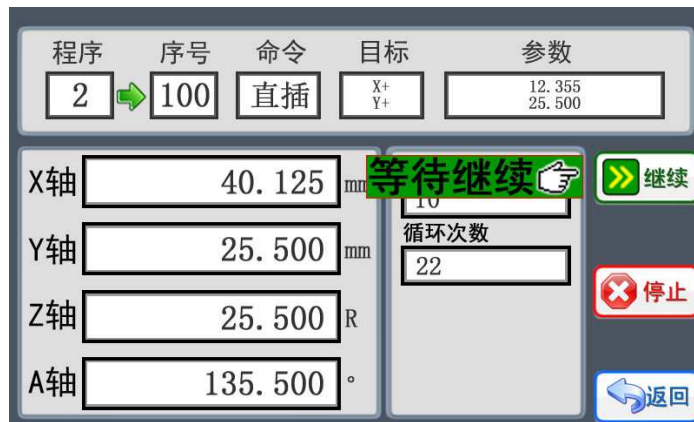 程序 序号 命令 目标 参数
2 100 直插 X+ 12.355
Y+ 25.500
X轴 40.125 mm 等待继续 继续
10
循环次数
Y轴 25.500 mm 22
停止
Z轴 25.500 R
A轴 135.500 °
返回